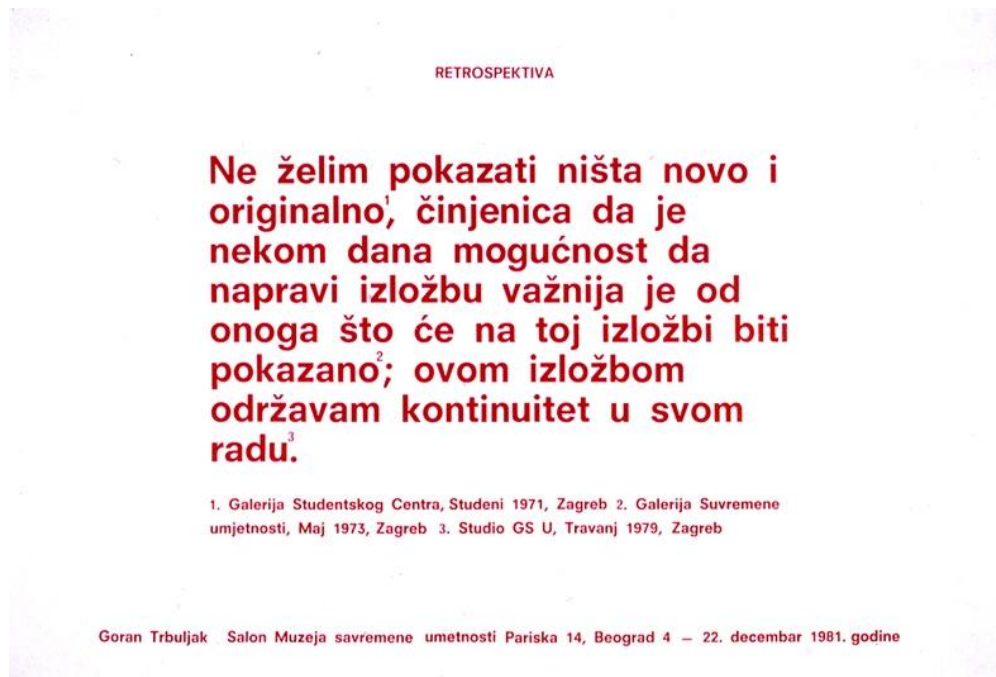 RETROSPEKTIVA
Ne želim pokazati ništa novo i
originalno¹, činjenica da je
nekom dana mogućnost da
napravi izložbu važnija je od
onoga što će na toj izložbi biti
pokazano²; ovom izložbom
održavam kontinuitet u svom
radu³.
1. Galerija Studentskog Centra, Studeni 1971, Zagreb 2. Galerija Suvremene
umjetnosti, Maj 1973, Zagreb 3. Studio GS U, Travanj 1979, Zagreb
Goran Trbuljak Salon Muzeja savremene umetnosti Pariska 14, Beograd 4 — 22. decembar 1981. godine